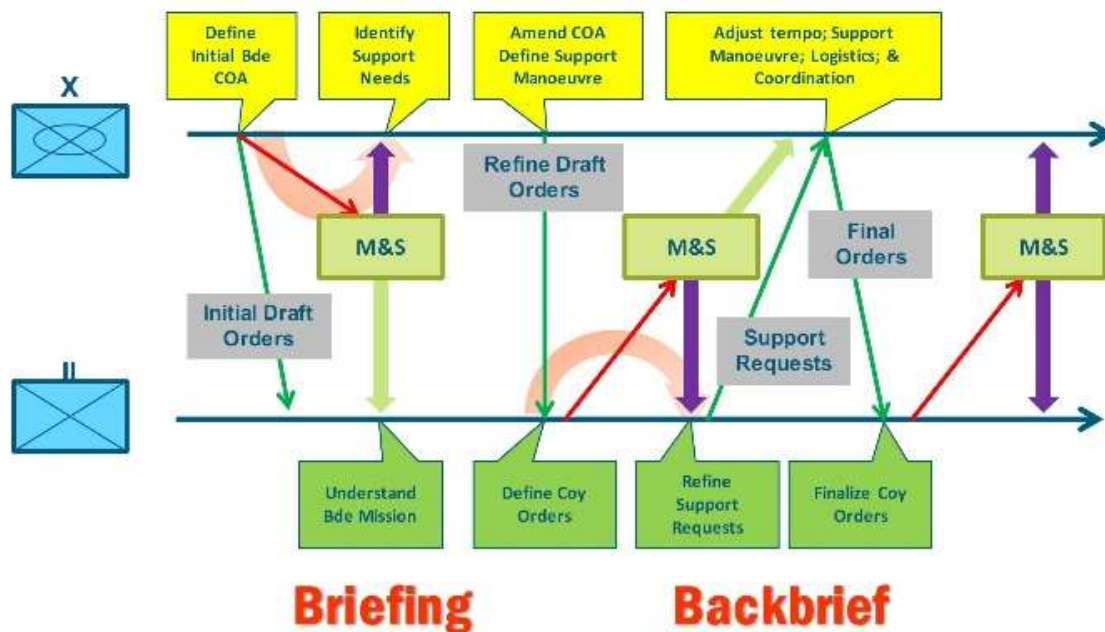 Define
Initial Bde
COA
Identify
Support
Needs
Amend COA
Define Support
Manoeuvre
Adjust tempo; Support
Manoeuvre; Logistics; &
Coordination
X
Refine Draft
Orders
M&S
M&S
Final
Orders
M&S
Initial Draft
Orders
Support
Requests
II
Understand
Bde Mission
Define Coy
Orders
Refine
Support
Requests
Finalize Coy
Orders
Briefing
Backbrief